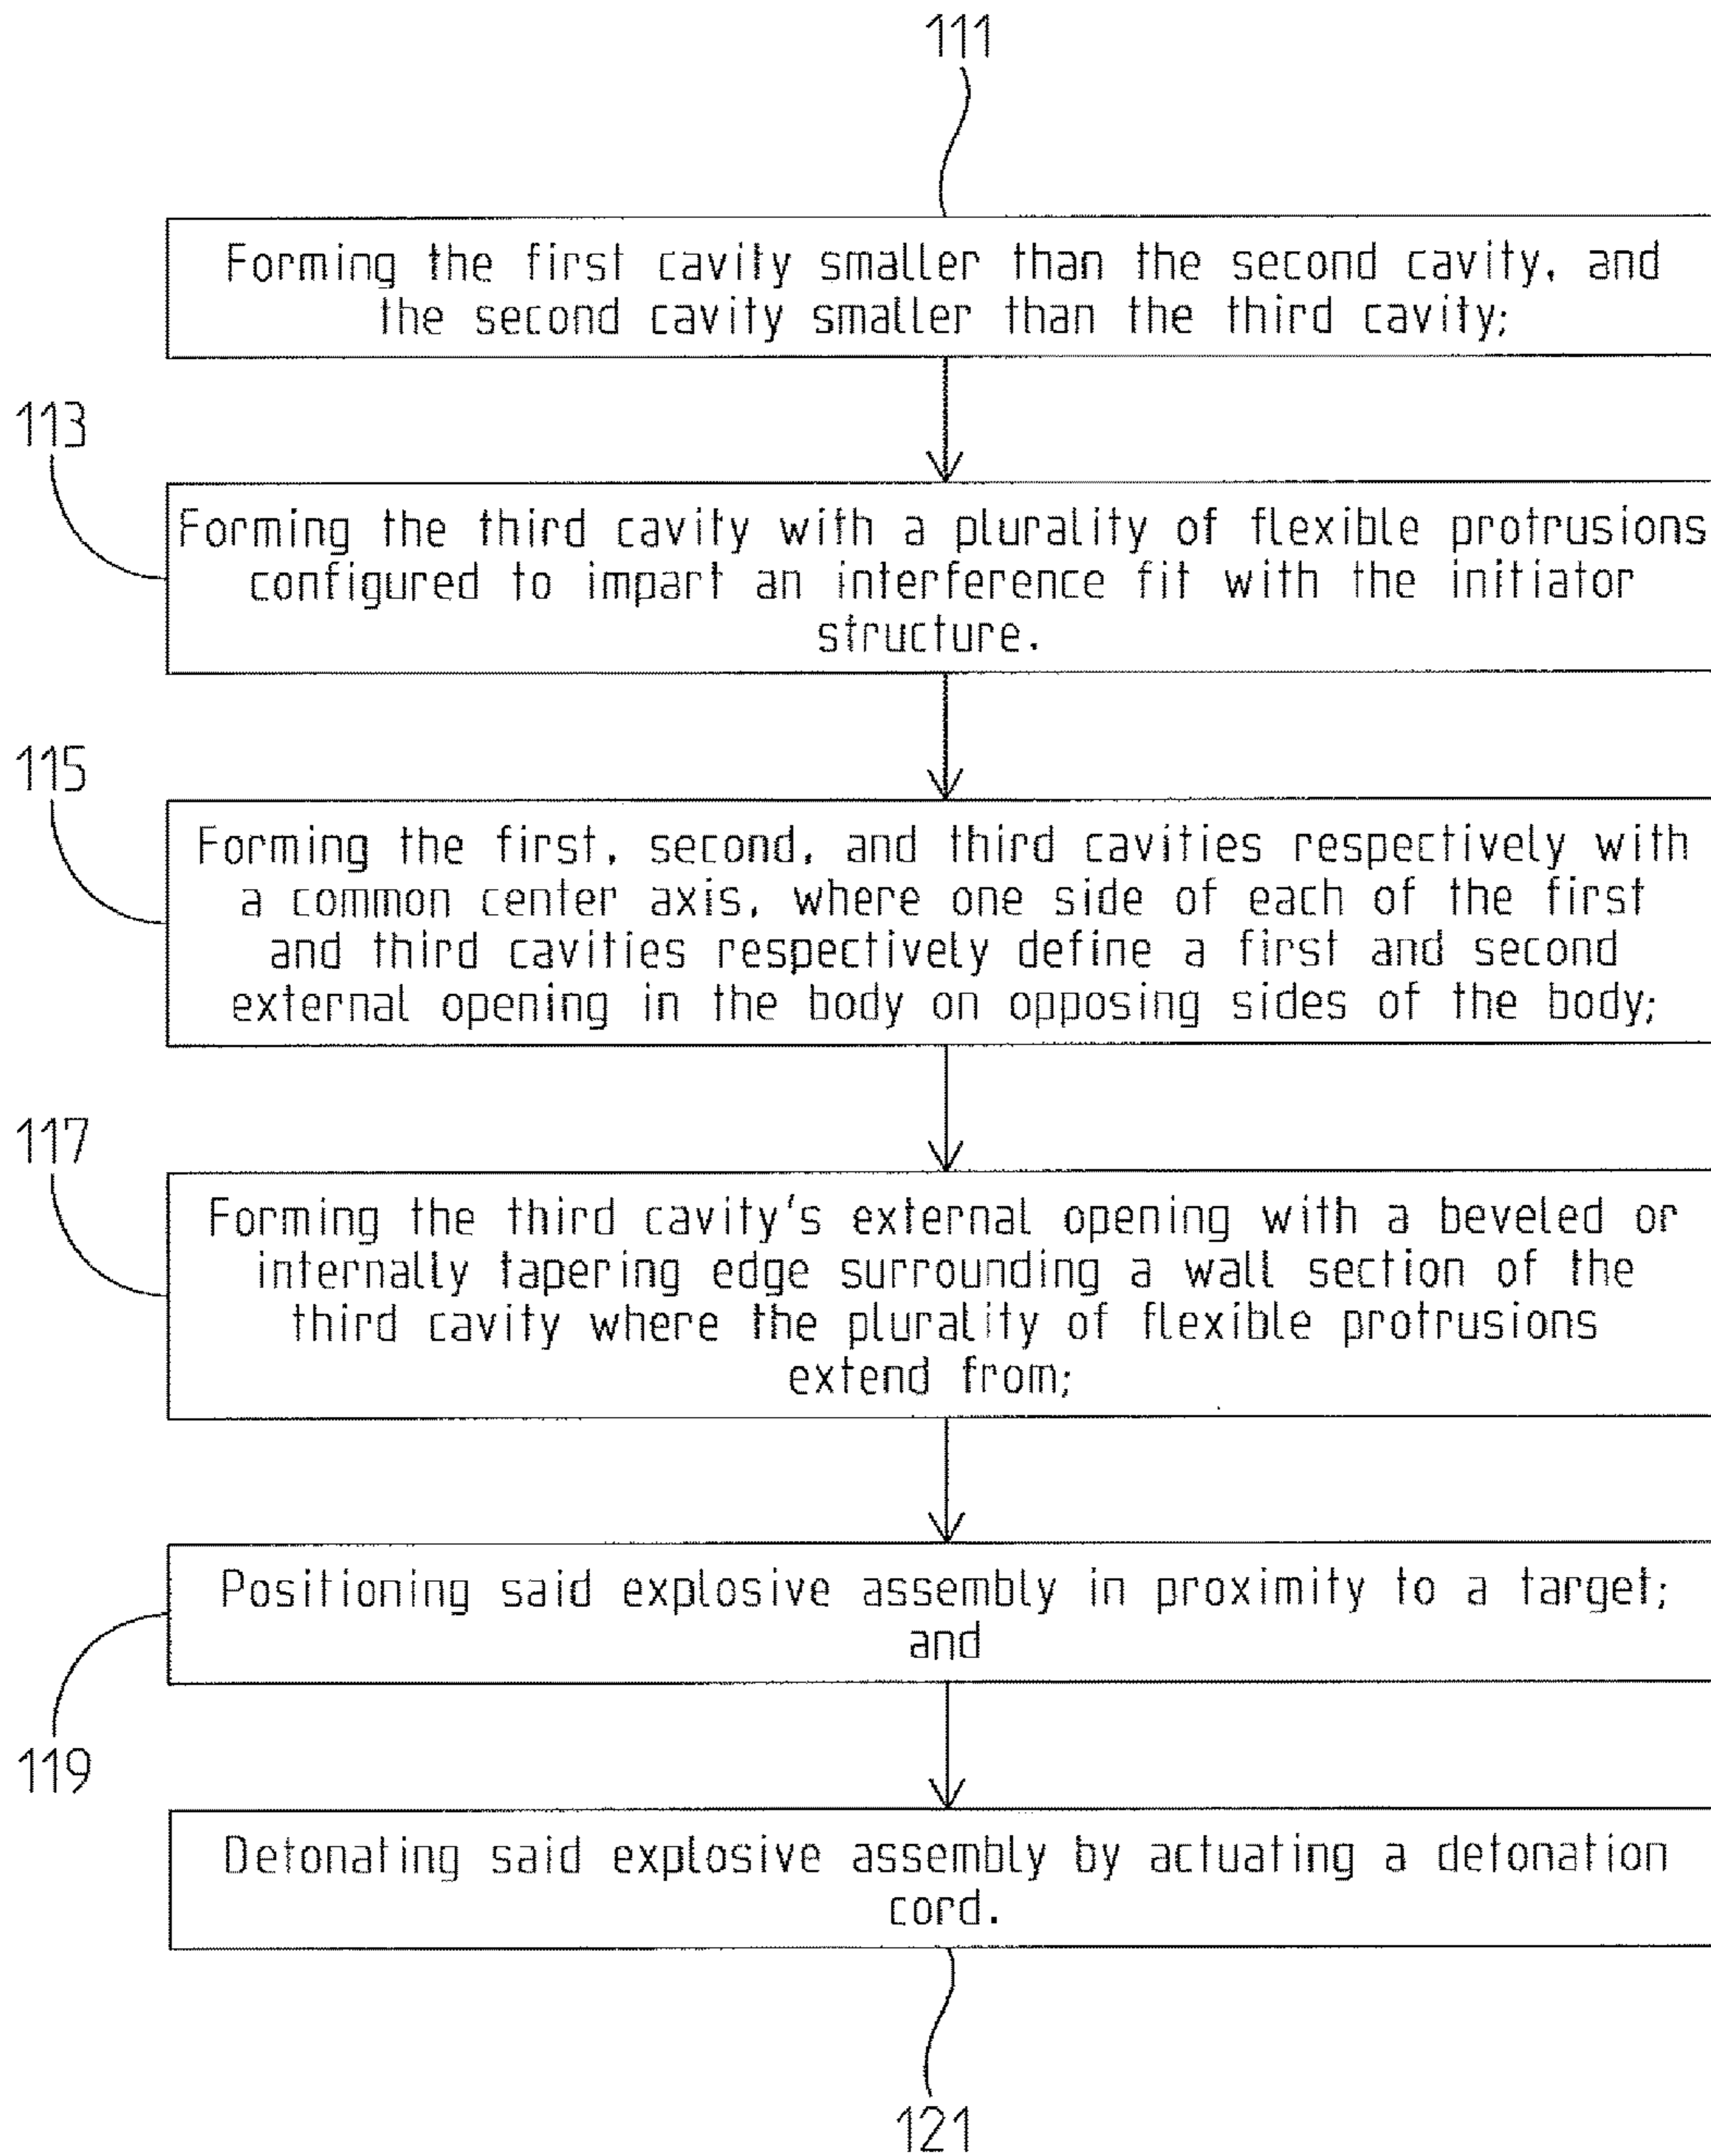 111
Forming the first cavity smaller than the second cavity, and
the second cavity smaller than the third cavity;
113
Forming the third cavity with a plurality of flexible protrusions
configured to impart an interference fit with the initiator
structure.
115
Forming the first, second, and third cavities respectively with
a common center axis, where one side of each of the first
and third cavities respectively define a first and second
external opening in the body on opposing sides of the body;
117
Forming the third cavity's external opening with a beveled or
internally tapering edge surrounding a wall section of the
third cavity where the plurality of flexible protrusions
extend from;
Positioning said explosive assembly in proximity to a target;
and
119
Detonating said explosive assembly by actuating a detonation
cord.
121